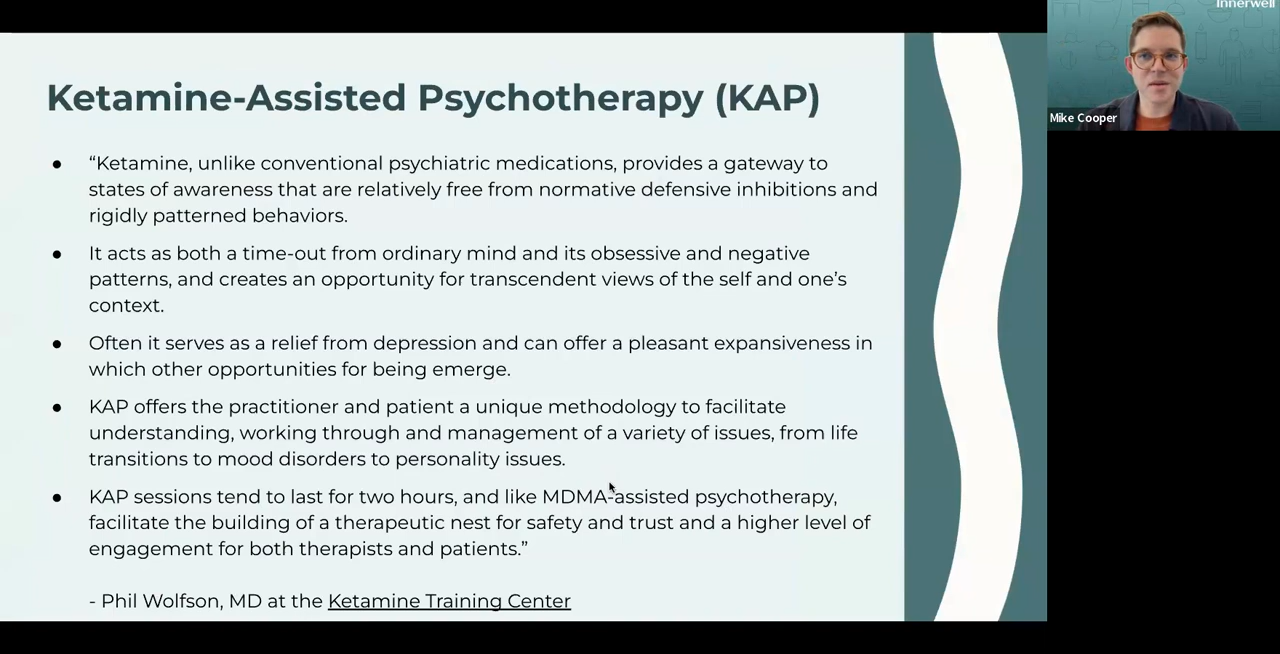 Ketamine-Assisted Psychotherapy (KAP)
● “Ketamine, unlike conventional psychiatric medications, provides a gateway to
states of awareness that are relatively free from normative defensive inhibitions and
rigidly patterned behaviors.
● It acts as both a time-out from ordinary mind and its obsessive and negative
patterns, and creates an opportunity for transcendent views of the self and one’s
context.
● Often it serves as a relief from depression and can offer a pleasant expansiveness in
which other opportunities for being emerge.
● KAP offers the practitioner and patient a unique methodology to facilitate
understanding, working through and management of a variety of issues, from life
transitions to mood disorders to personality issues.
● KAP sessions tend to last for two hours, and like MDMA-assisted psychotherapy,
facilitate the building of a therapeutic nest for safety and trust and a higher level of
engagement for both therapists and patients.”
- Phil Wolfson, MD at the Ketamine Training Center
Innerwell
Mike Cooper